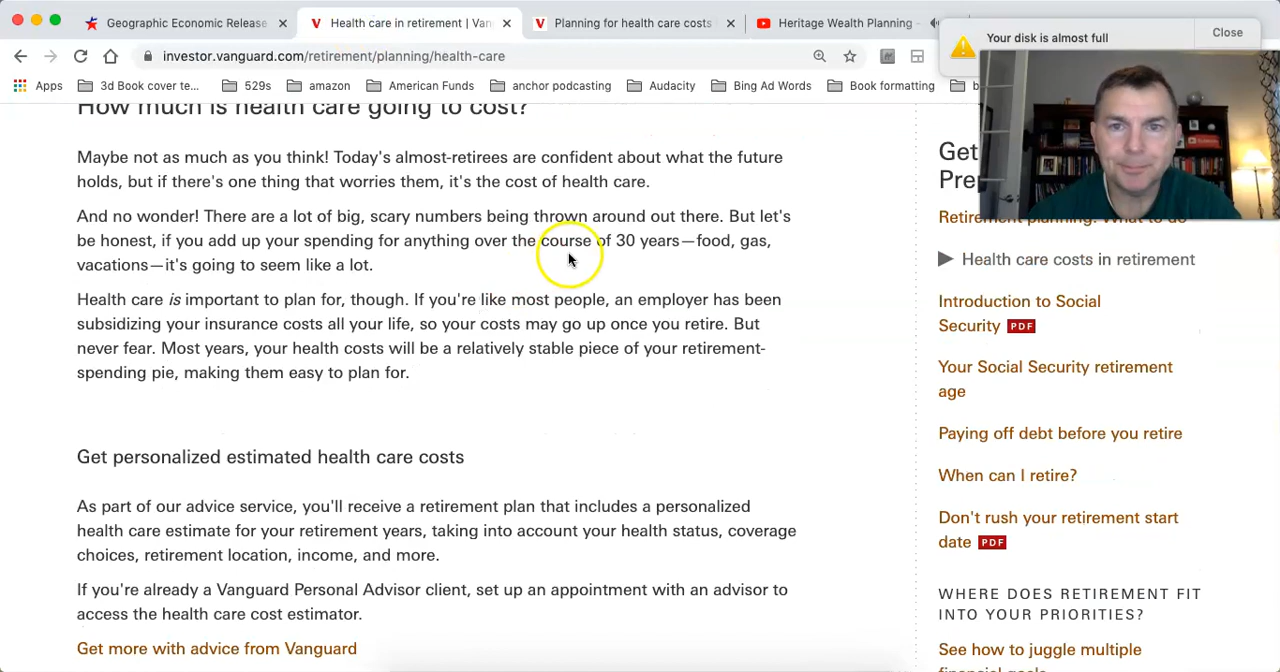 Geographic Economic Release
Health care in retirement | Van
Planning for health care costs
Heritage Wealth Planning -
Your disk is almost full
Close
investor.vanguard.com/retirement/planning/health-care
Apps
3d Book cover te...
529s
amazon
American Funds
anchor podcasting
Audacity
Bing Ad Words
Book formatting
b
How much is health care going to cost?
Maybe not as much as you think! Today's almost-retirees are confident about what the future
holds, but if there's one thing that worries them, it's the cost of health care.
And no wonder! There are a lot of big, scary numbers being thrown around out there. But let's
be honest, if you add up your spending for anything over the course of 30 years—food, gas,
vacations—it's going to seem like a lot.
Health care is important to plan for, though. If you're like most people, an employer has been
subsidizing your insurance costs all your life, so your costs may go up once you retire. But
never fear. Most years, your health costs will be a relatively stable piece of your retirement-
spending pie, making them easy to plan for.
Get personalized estimated health care costs
As part of our advice service, you'll receive a retirement plan that includes a personalized
health care estimate for your retirement years, taking into account your health status, coverage
choices, retirement location, income, and more.
If you're already a Vanguard Personal Advisor client, set up an appointment with an advisor to
access the health care cost estimator.
Get more with advice from Vanguard
Get
Pre
Retirement planning: What to do
Health care costs in retirement
Introduction to Social
Security PDF
Your Social Security retirement
age
Paying off debt before you retire
When can I retire?
Don't rush your retirement start
date PDF
WHERE DOES RETIREMENT FIT
INTO YOUR PRIORITIES?
See how to juggle multiple
financial goals